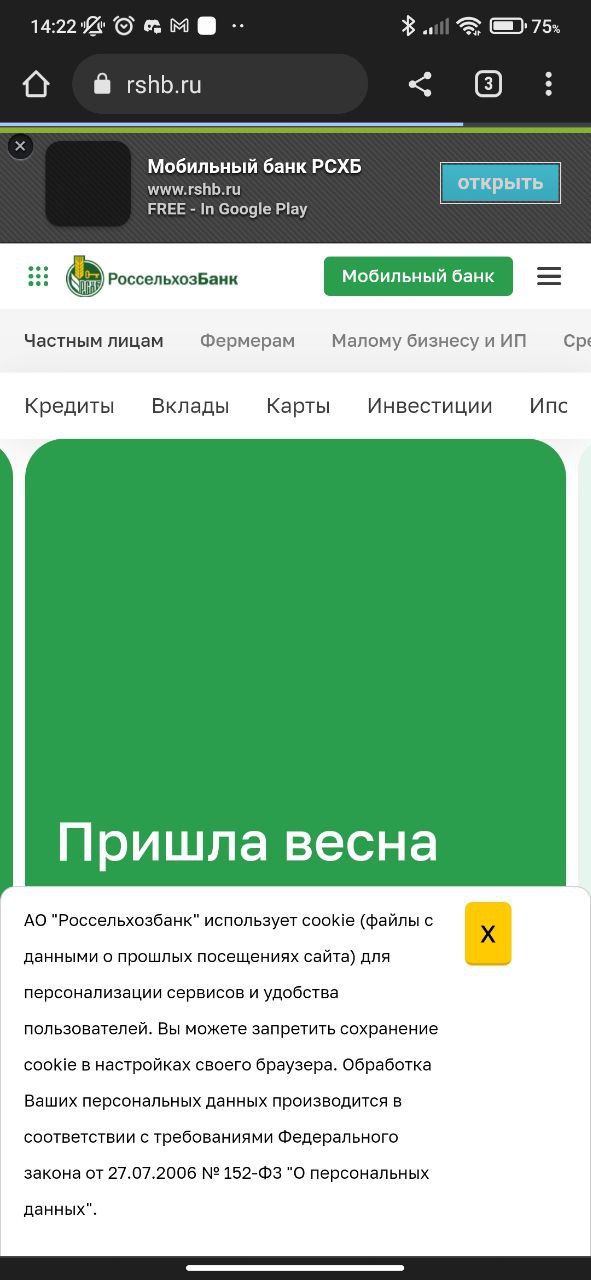 14:22
75%
rshb.ru
3
Мобильный банк РСХБ
www.rshb.ru
FREE - In Google Play
открыть
РоссельхозБанк
Мобильный банк
Частным лицам Фермерам Малому бизнесу и ИП Сре
Кредиты Вклады Карты Инвестиции Ипо
Пришла весна
АО "Россельхозбанк" использует cookie (файлы с
данными о прошлых посещениях сайта) для
персонализации сервисов и удобства
пользователей. Вы можете запретить сохранение
cookie в настройках своего браузера. Обработка
Ваших персональных данных производится в
соответствии с требованиями Федерального
закона от 27.07.2006 № 152-ФЗ "О персональных
данных".
X